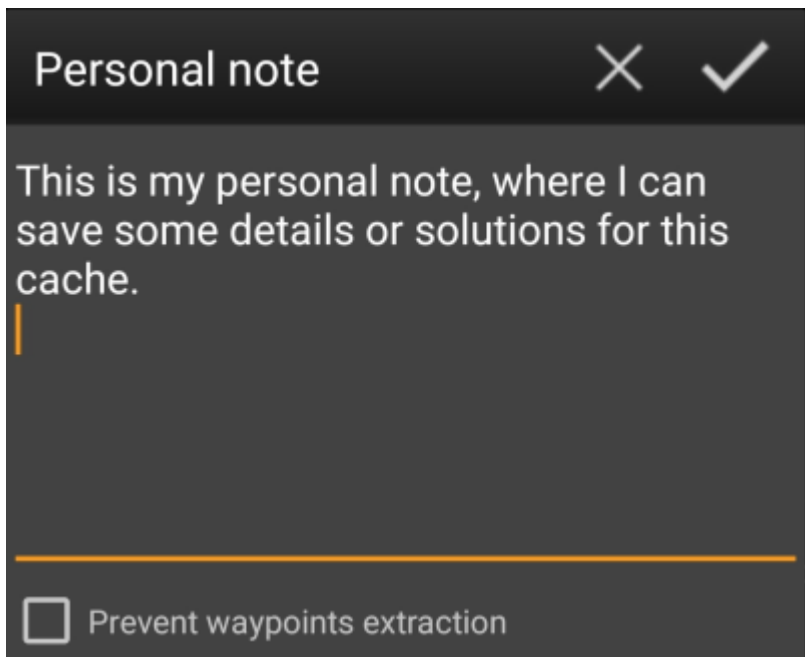 Personal note
This is my personal note, where I can
save some details or solutions for this
cache.
Prevent waypoints extraction